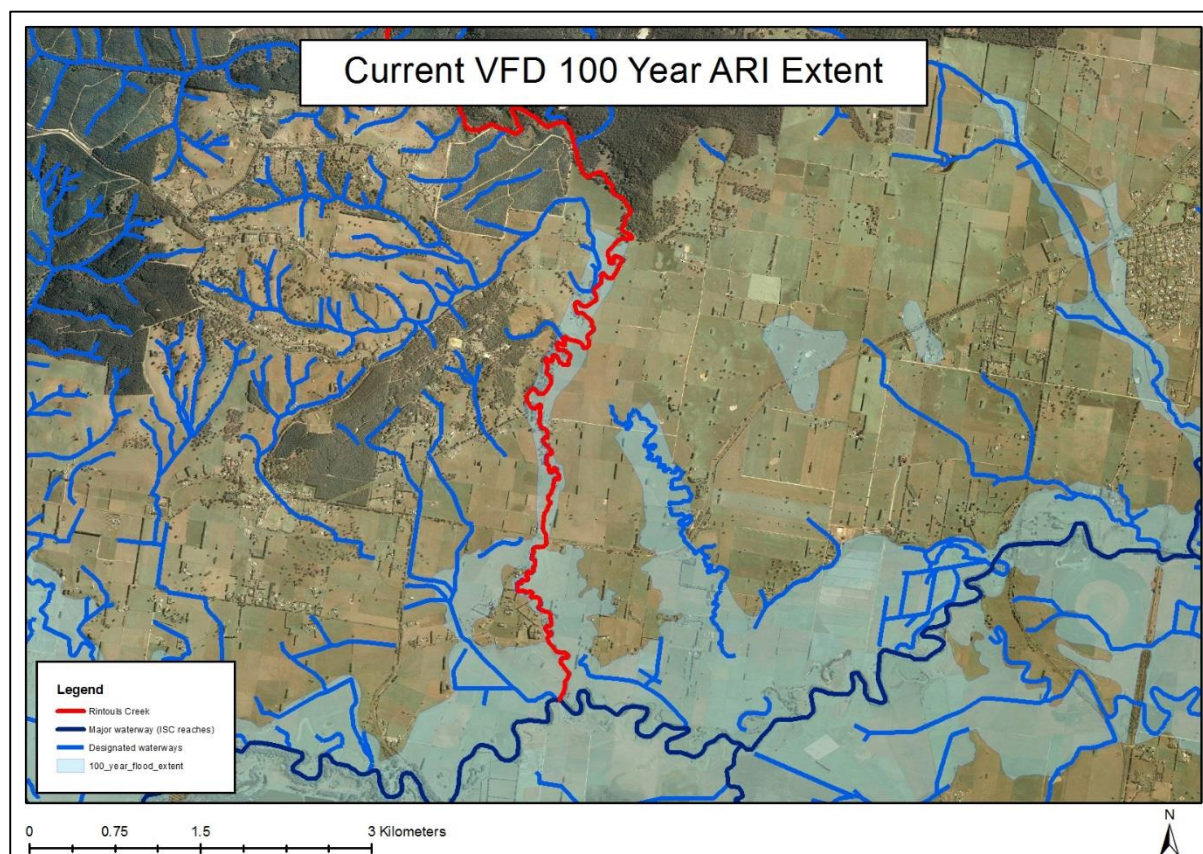 Current VFD 100 Year ARI Extent
Legend
Rintouls Creek
Major waterway (ISC reaches)
Designated waterways
100_year_flood_extent
0 0.75 1.5 3 Kilometers
N